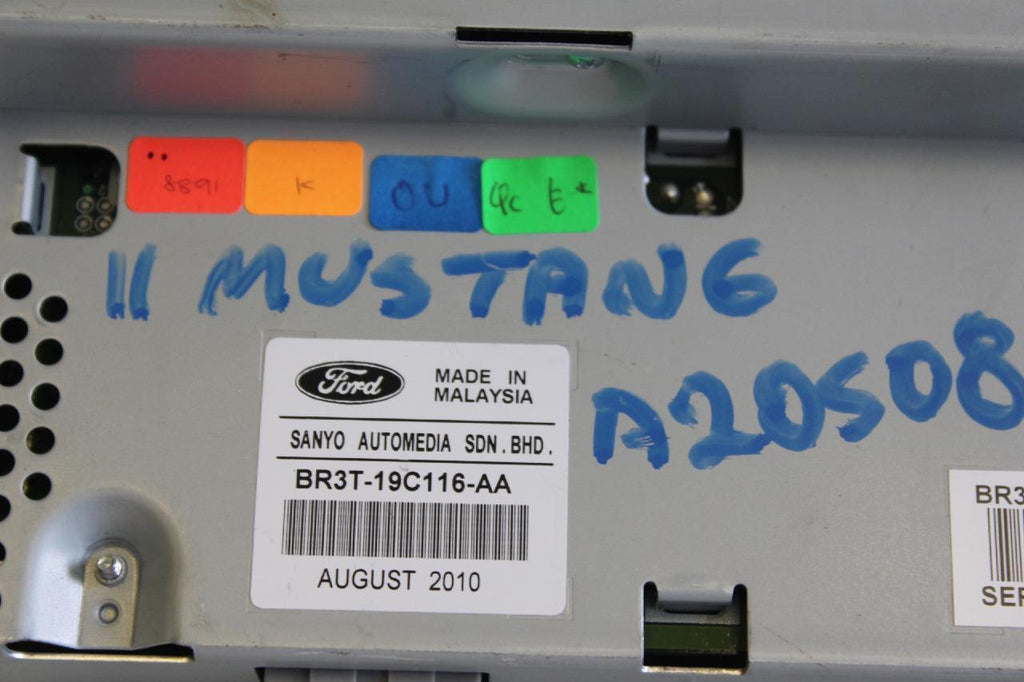 8891 K OU QC t*
11 MUSTANG
Ford MADE IN
MALAYSIA
A20508
SANYO AUTOMEDIA SDN.BHD.
BR3T-19C116-AA
AUGUST 2010
BR3
SER